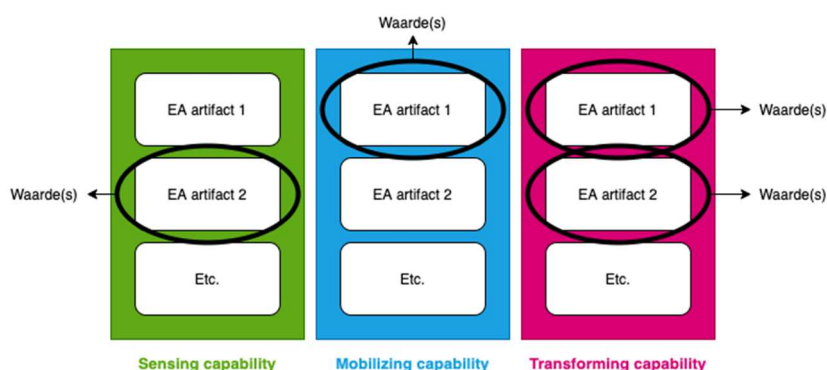 Waarde(s)
EA artifact 1
EA artifact 1
EA artifact 1
Waarde(s)
Waarde(s)
EA artifact 2
EA artifact 2
EA artifact 2
Waarde(s)
Etc.
Etc.
Etc.
Sensing capability
Mobilizing capability
Transforming capability